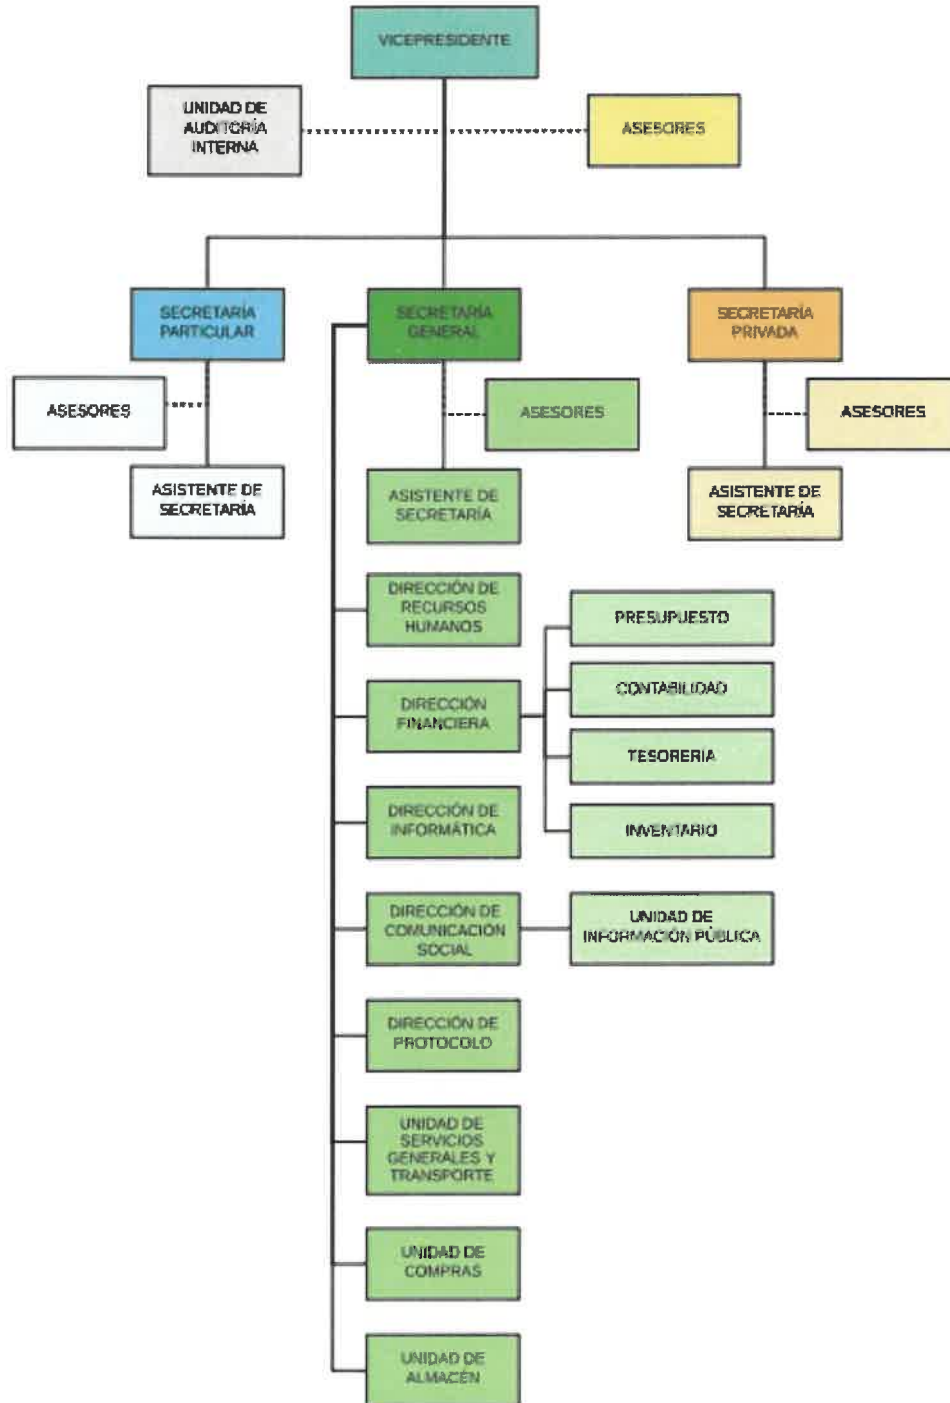 VICEPRESIDENTE
UNIDAD DE
AUDITORÍA
INTERNA
ASESORES
SECRETARÍA
PARTICULAR
SECRETARÍA
GENERAL
SECRETARÍA
PRIVADA
ASESORES
ASESORES
ASESORES
ASISTENTE DE
SECRETARÍA
ASISTENTE DE
SECRETARÍA
ASISTENTE DE
SECRETARÍA
DIRECCIÓN DE
RECURSOS
HUMANOS
PRESUPUESTO
CONTABILIDAD
DIRECCIÓN
FINANCIERA
TESORERIA
DIRECCIÓN DE
INFORMÁTICA
INVENTARIO
DIRECCIÓN DE
COMUNICACIÓN
SOCIAL
UNIDAD DE
INFORMACIÓN PÚBLICA
DIRECCIÓN DE
PROTOCOLO
UNIDAD DE
SERVICIOS
GENERALES Y
TRANSPORTE
UNIDAD DE
COMPRAS
UNIDAD DE
ALMACÉN